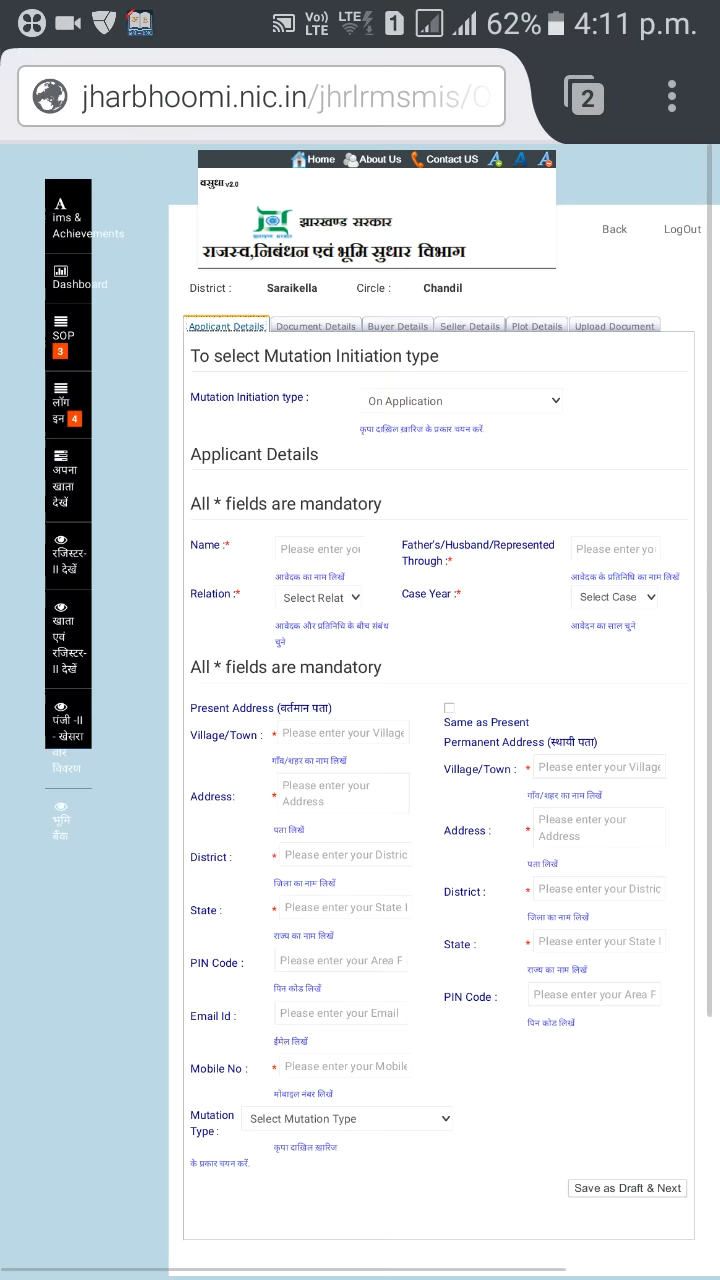 Vo)
LTE
LTE
1
62%
4:11 p.m.
jharbhoomi.nic.in/jhrlrmsmis/O
2
Home
About Us
Contact US
A
A
A
वसुधा v2.0
झारखण्ड सरकार
राजस्व,निबंधन एवं भूमि सुधार विभाग
Back
LogOut
District :
Saraikella
Circle :
Chandil
A
ims &
Achievements
Dashboard
SOP
3
लॉग
इन 4
अपना
खाता
देखें
रजिस्टर-
II देखें
खाता
एवं
रजिस्टर-
II देखें
पंजी -II
- खेसरा
वार
विवरण
भूमि
बैंक
Applicant Details
Document Details
Buyer Details
Seller Details
Plot Details
Upload Document
To select Mutation Initiation type
Mutation Initiation type :
On Application
कृपा दाख़िल ख़ारिज के प्रकार चयन करें
Applicant Details
All * fields are mandatory
Name :*
Please enter you
आवेदक का नाम लिखें
Father's/Husband/Represented
Through :*
Please enter yo
आवेदक के प्रतिनिधि का नाम लिखें
Relation :*
Select Relat
आवेदक और प्रतिनिधि के बीच संबंध
चुने
Case Year :*
Select Case
आवेदन का साल चुने
All * fields are mandatory
Present Address (वर्तमान पता)
Village/Town :
* Please enter your Village
गाँव/शहर का नाम लिखें
Address:
* Please enter your
Address
पता लिखें
District :
* Please enter your Distric
जिला का नाम लिखें
State :
* Please enter your State I
राज्य का नाम लिखें
PIN Code :
Please enter your Area F
पिन कोड लिखें
Email Id :
Please enter your Email
ईमेल लिखें
Mobile No :
* Please enter your Mobile
मोबाइल नंबर लिखें
Mutation
Type :
Select Mutation Type
कृपा दाख़िल ख़ारिज
के प्रकार चयन करें.
Same as Present
Permanent Address (स्थायी पता)
Village/Town :
* Please enter your Village
गाँव/शहर का नाम लिखें
Address :
* Please enter your
Address
पता लिखें
District :
* Please enter your Distric
जिला का नाम लिखें
State :
* Please enter your State I
राज्य का नाम लिखें
PIN Code :
Please enter your Area F
पिन कोड लिखें
Save as Draft & Next